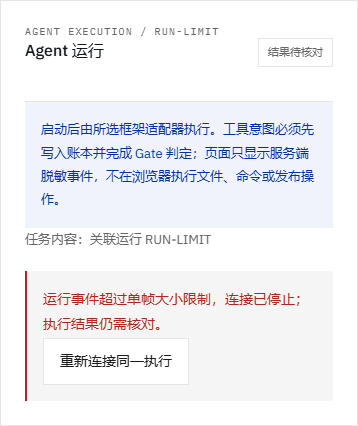 AGENT EXECUTION / RUN-LIMIT
Agent 运行
结果待核对
启动后由所选框架适配器执行。工具意图必须先
写入账本并完成 Gate 判定；页面只显示服务端
脱敏事件，不在浏览器执行文件、命令或发布操
作。
任务内容：关联运行 RUN-LIMIT
运行事件超过单帧大小限制，连接已停止；
执行结果仍需核对。
重新连接同一执行